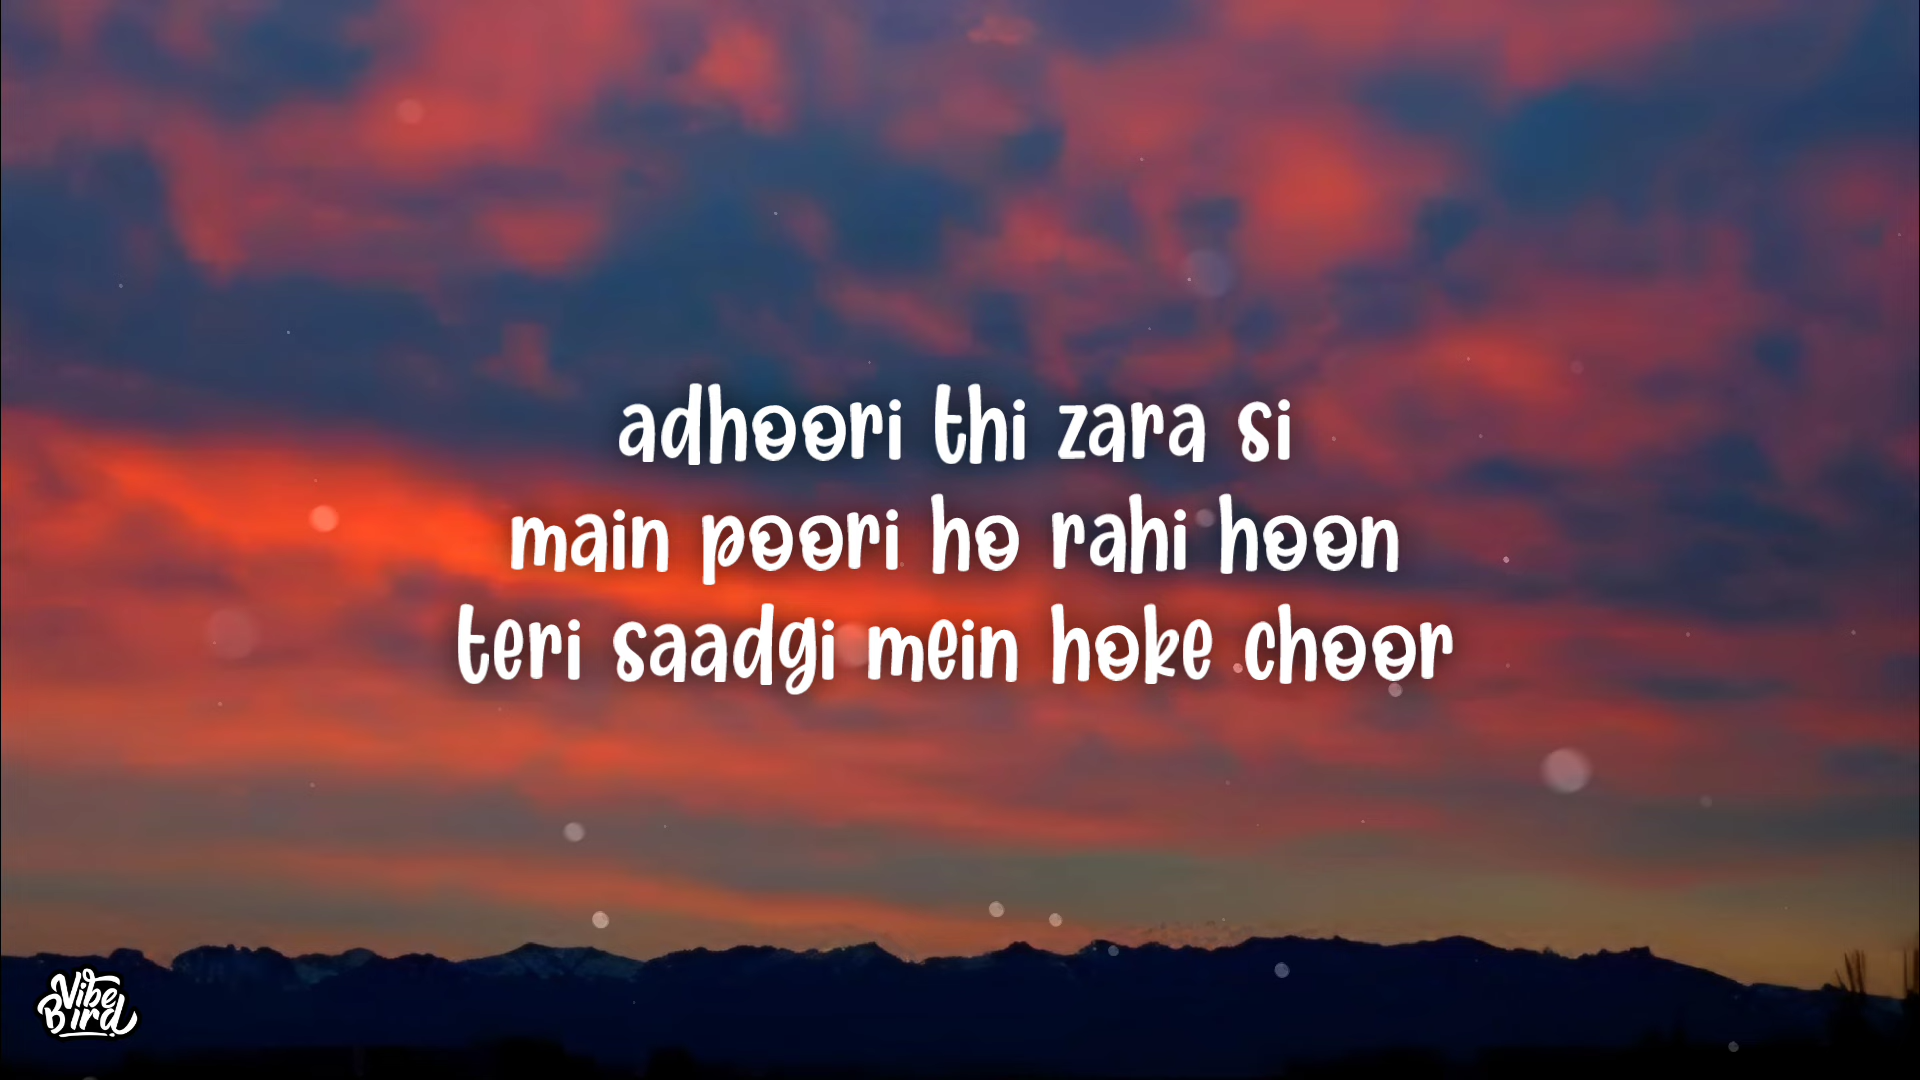 adhoori thi zara si
main poori ho rahi hoon
teri saadgi mein hoke choor
Vibe
Bird